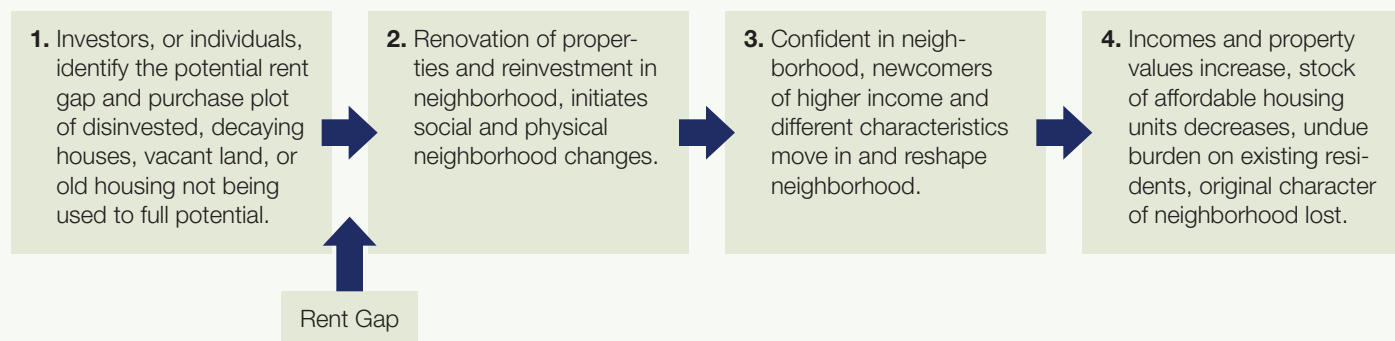 1. Investors, or individuals,
identify the potential rent
gap and purchase plot
of disinvested, decaying
houses, vacant land, or
old housing not being
used to full potential.
2. Renovation of proper-
ties and reinvestment in
neighborhood, initiates
social and physical
neighborhood changes.
3. Confident in neigh-
borhood, newcomers
of higher income and
different characteristics
move in and reshape
neighborhood.
4. Incomes and property
values increase, stock
of affordable housing
units decreases, undue
burden on existing resi-
dents, original character
of neighborhood lost.
Rent Gap